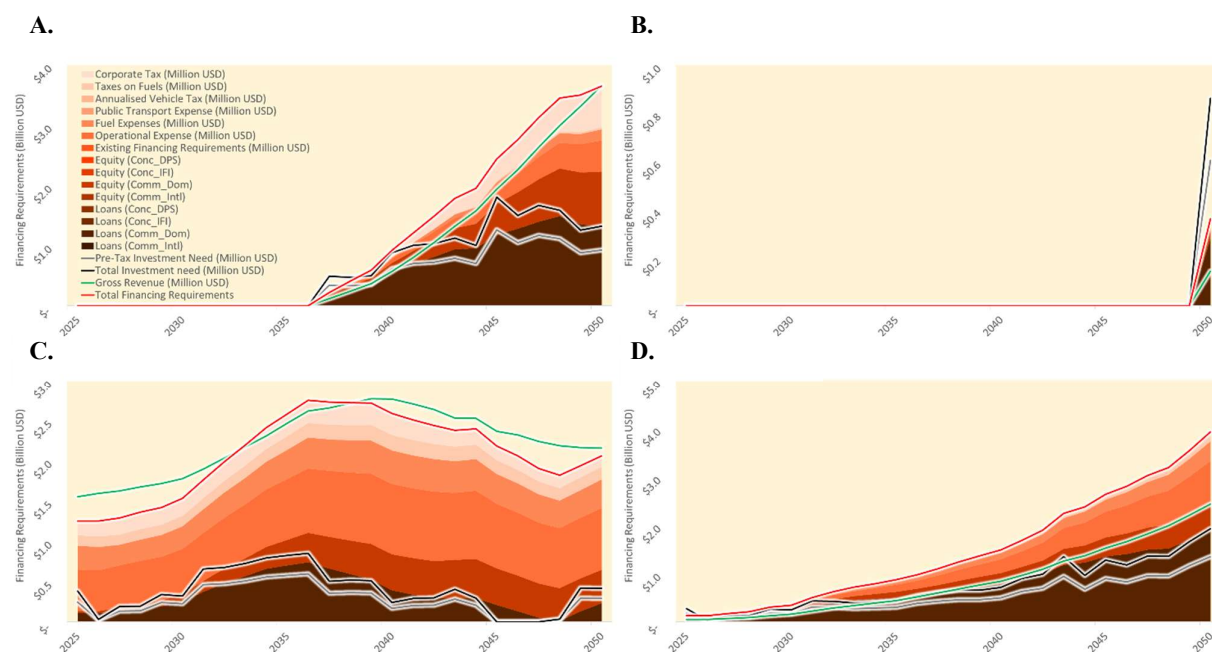 A.
B.
Financing Requirements (Billion USD)
$4.0
$3.0
$2.0
$1.0
$-
Corporate Tax (Million USD)
Taxes on Fuels (Million USD)
Annualised Vehicle Tax (Million USD)
Public Transport Expense (Million USD)
Fuel Expenses (Million USD)
Operational Expense (Million USD)
Existing Financing Requirements (Million USD)
Equity (Conc_DPS)
Equity (Conc_IFI)
Equity (Comm_Dom)
Equity (Comm_Intl)
Loans (Conc_DPS)
Loans (Conc_IFI)
Loans (Comm_Dom)
Loans (Comm_Intl)
Pre-Tax Investment Need (Million USD)
Total Investment need (Million USD)
Gross Revenue (Million USD)
Total Financing Requirements
2025 2030 2035 2040 2045 2050
Financing Requirements (Billion USD)
$1.0
$0.8
$0.6
$0.4
$0.2
$-
2025 2030 2035 2040 2045 2050
C.
D.
Financing Requirements (Billion USD)
$3.0
$2.5
$2.0
$1.5
$1.0
$0.5
$-
2025 2030 2035 2040 2045 2050
Financing Requirements (Billion USD)
$5.0
$4.0
$3.0
$2.0
$1.0
$-
2025 2030 2035 2040 2045 2050